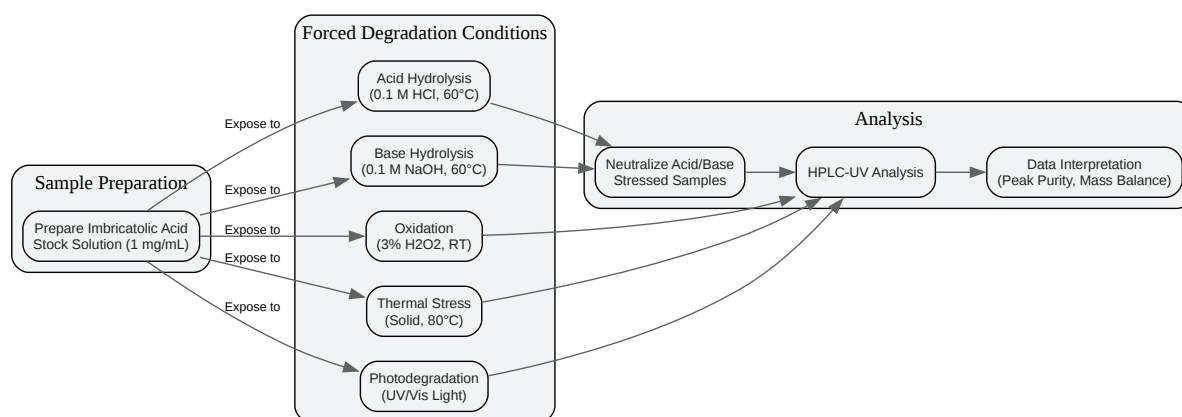 Sample Preparation
Prepare Imbricatolic Acid
Stock Solution (1 mg/mL)
Expose to
Expose to
Expose to
Expose to
Expose to
Forced Degradation Conditions
Acid Hydrolysis
(0.1 M HCl, 60°C)
Base Hydrolysis
(0.1 M NaOH, 60°C)
Oxidation
(3% H2O2, RT)
Thermal Stress
(Solid, 80°C)
Photodegradation
(UV/Vis Light)
Analysis
Neutralize Acid/Base
Stressed Samples
HPLC-UV Analysis
Data Interpretation
(Peak Purity, Mass Balance)